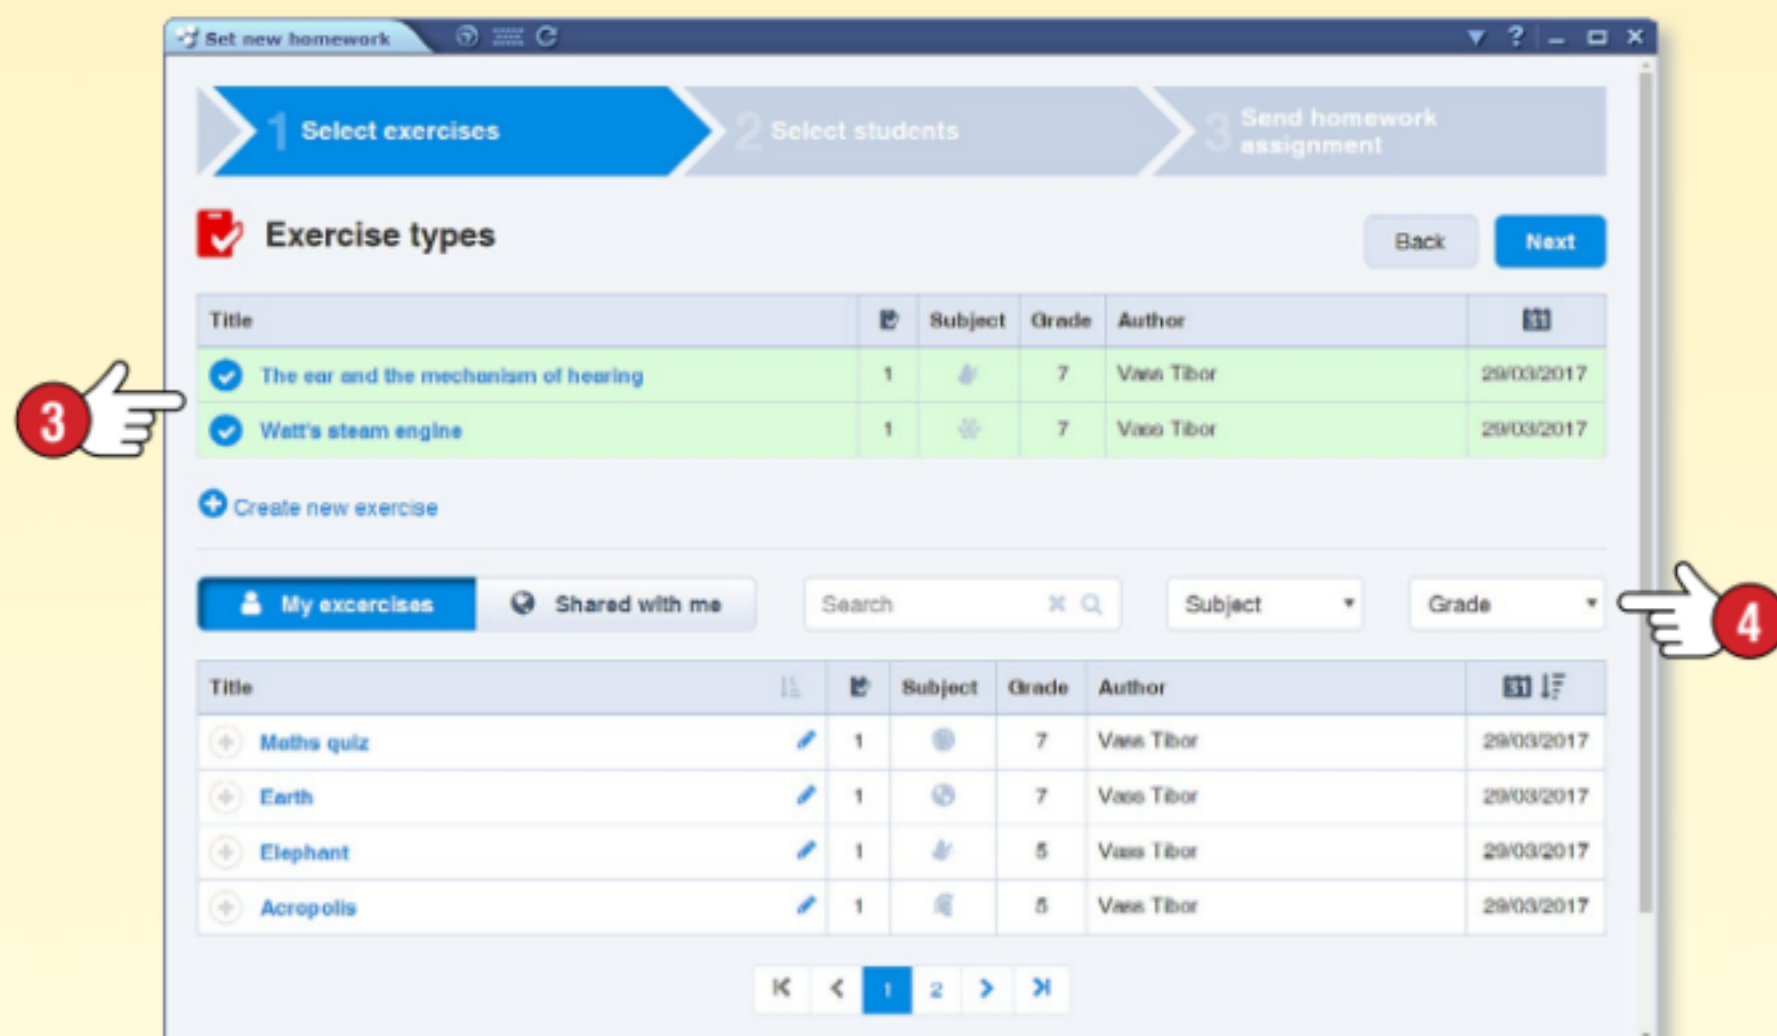 Set new homework
1 Select exercises
2 Select students
3 Send homework
assignment
Exercise types
Back
Next
Title Subject Grade Author 31
The ear and the mechanism of hearing 1 7 Vass Tibor 29/03/2017
Watt's steam engine 1 7 Vass Tibor 29/03/2017
3
Create new exercise
My excercises Shared with me Search Subject Grade
4
Title Subject Grade Author 31
Maths quiz 1 7 Vass Tibor 29/03/2017
Earth 1 7 Vass Tibor 29/03/2017
Elephant 1 5 Vass Tibor 29/03/2017
Acropolis 1 5 Vass Tibor 29/03/2017
1 2